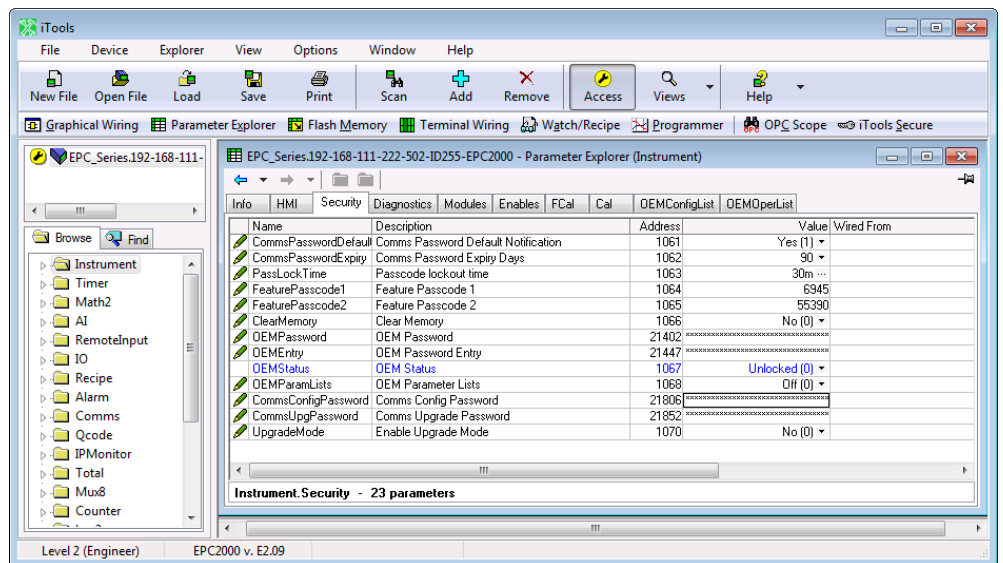 iTools
File Device Explorer View Options Window Help
New File Open File Load Save Print Scan Add Remove Access Views Help
Graphical Wiring Parameter Explorer Flash Memory Terminal Wiring Watch/Recipe Programmer OPC Scope iTools Secure
EPC_Series.192-168-111-
EPC_Series.192-168-111-222-502-ID255-EPC2000 - Parameter Explorer (Instrument)
Info HMI Security Diagnostics Modules Enables FCal Cal OEMConfigList OEMOperList
Browse Find
Instrument
Timer
Math2
AI
RemoteInput
IO
Recipe
Alarm
Comms
Qcode
IPMonitor
Total
Mux8
Counter
Name Description Address Value Wired From
CommsPasswordDefault Comms Password Default Notification 1061 Yes (1)
CommsPasswordExpiry Comms Password Expiry Days 1062 90
PassLockTime Passcode lockout time 1063 30m ...
FeaturePasscode1 Feature Passcode 1 1064 6945
FeaturePasscode2 Feature Passcode 2 1065 55390
ClearMemory Clear Memory 1066 No (0)
OEMPassword OEM Password 21402
OEMEntry OEM Password Entry 21447
OEMStatus OEM Status 1067 Unlocked (0)
OEMParamLists OEM Parameter Lists 1068 Off (0)
CommsConfigPassword Comms Config Password 21806
CommsUpgPassword Comms Upgrade Password 21852
UpgradeMode Enable Upgrade Mode 1070 No (0)
Instrument.Security - 23 parameters
Level 2 (Engineer) EPC2000 v. E2.09